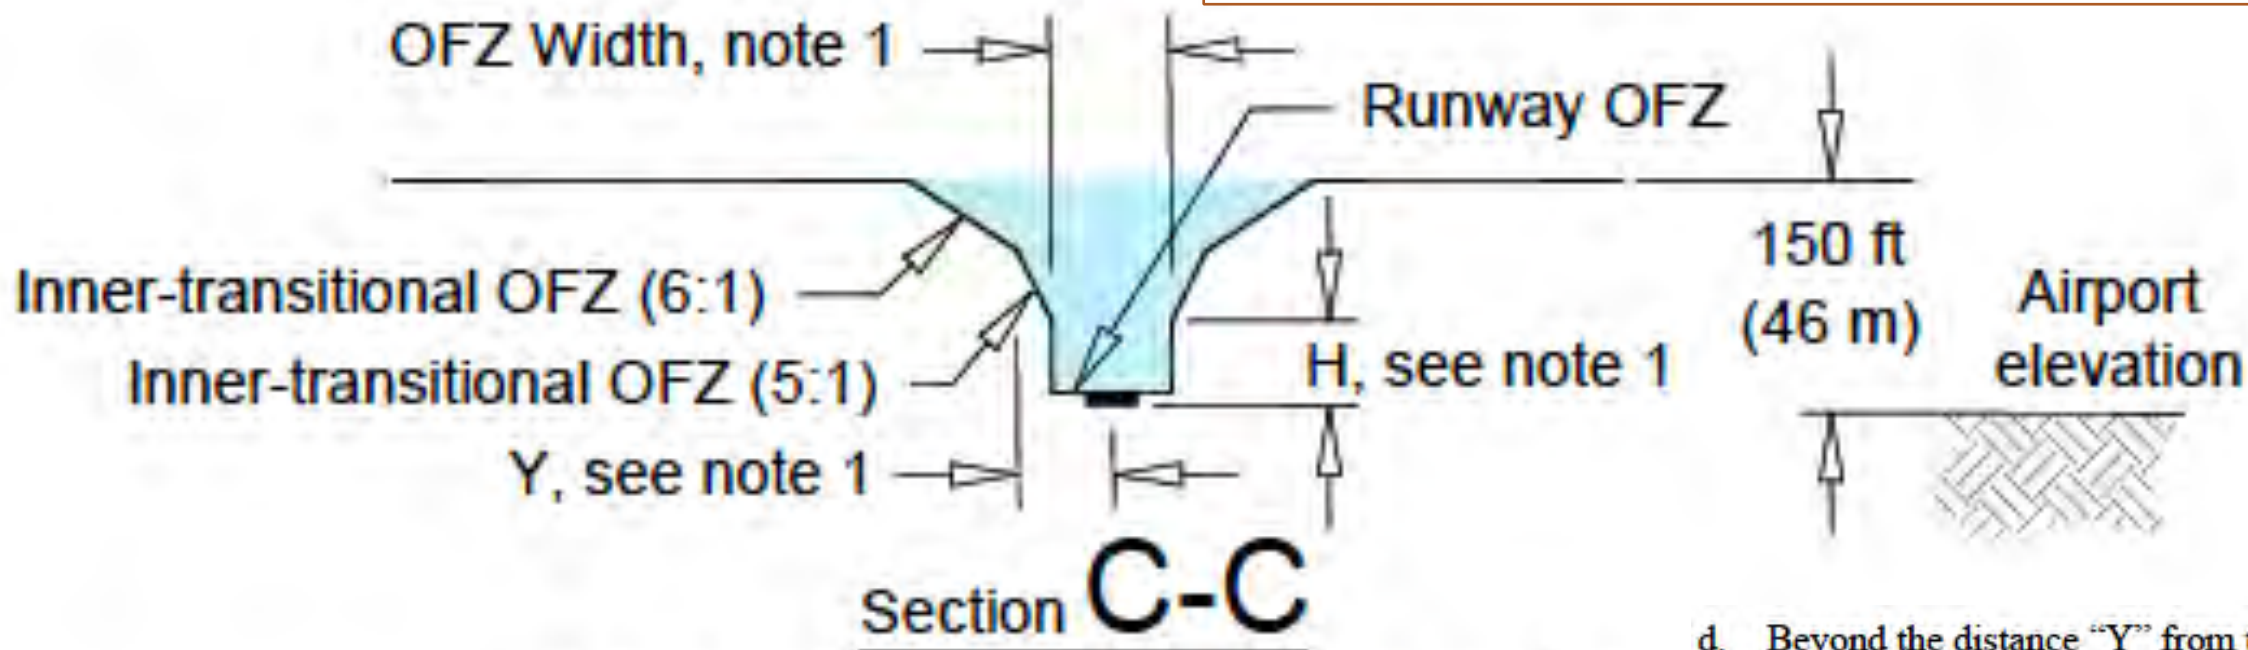 OFZ Width, note 1
Runway OFZ
150 ft
(46 m)
Airport
elevation
Inner-transitional OFZ (6:1)
Inner-transitional OFZ (5:1)
H, see note 1
Y, see note 1
Section C-C
d. Beyond the distance “Y” from